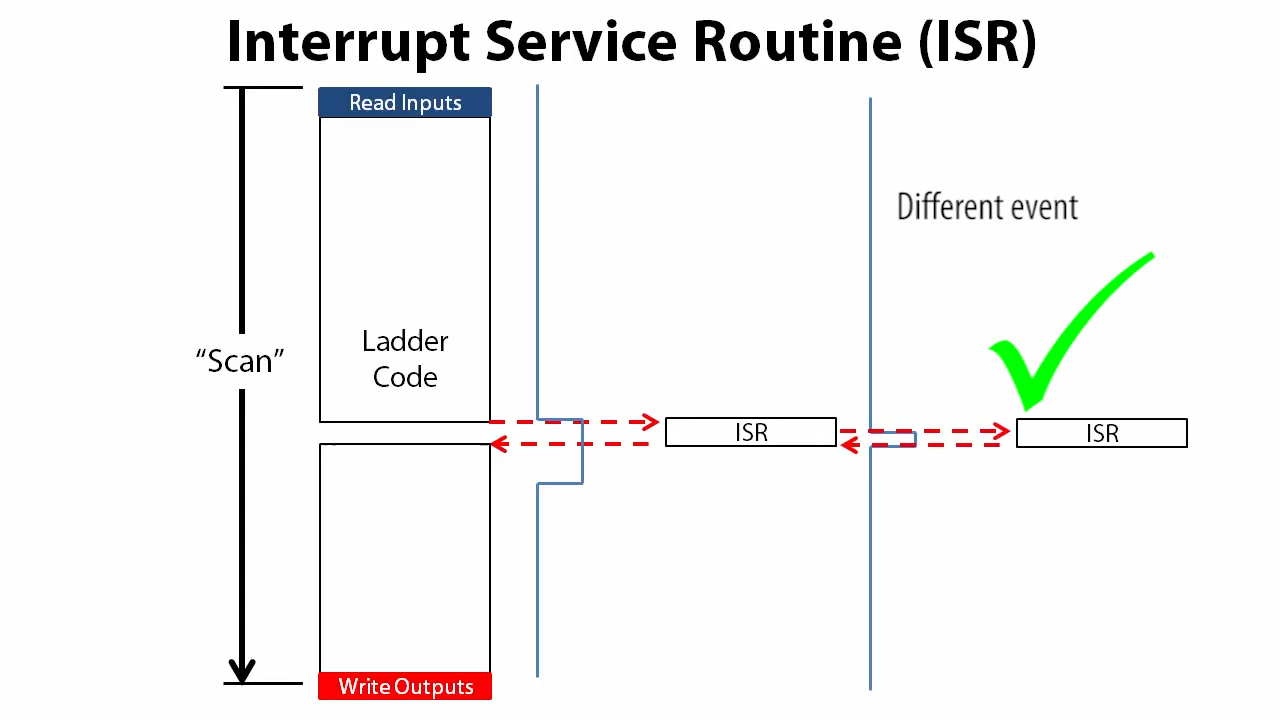 Interrupt Service Routine (ISR)
Read Inputs
Different event
“Scan”
Ladder
Code
ISR
ISR
Write Outputs